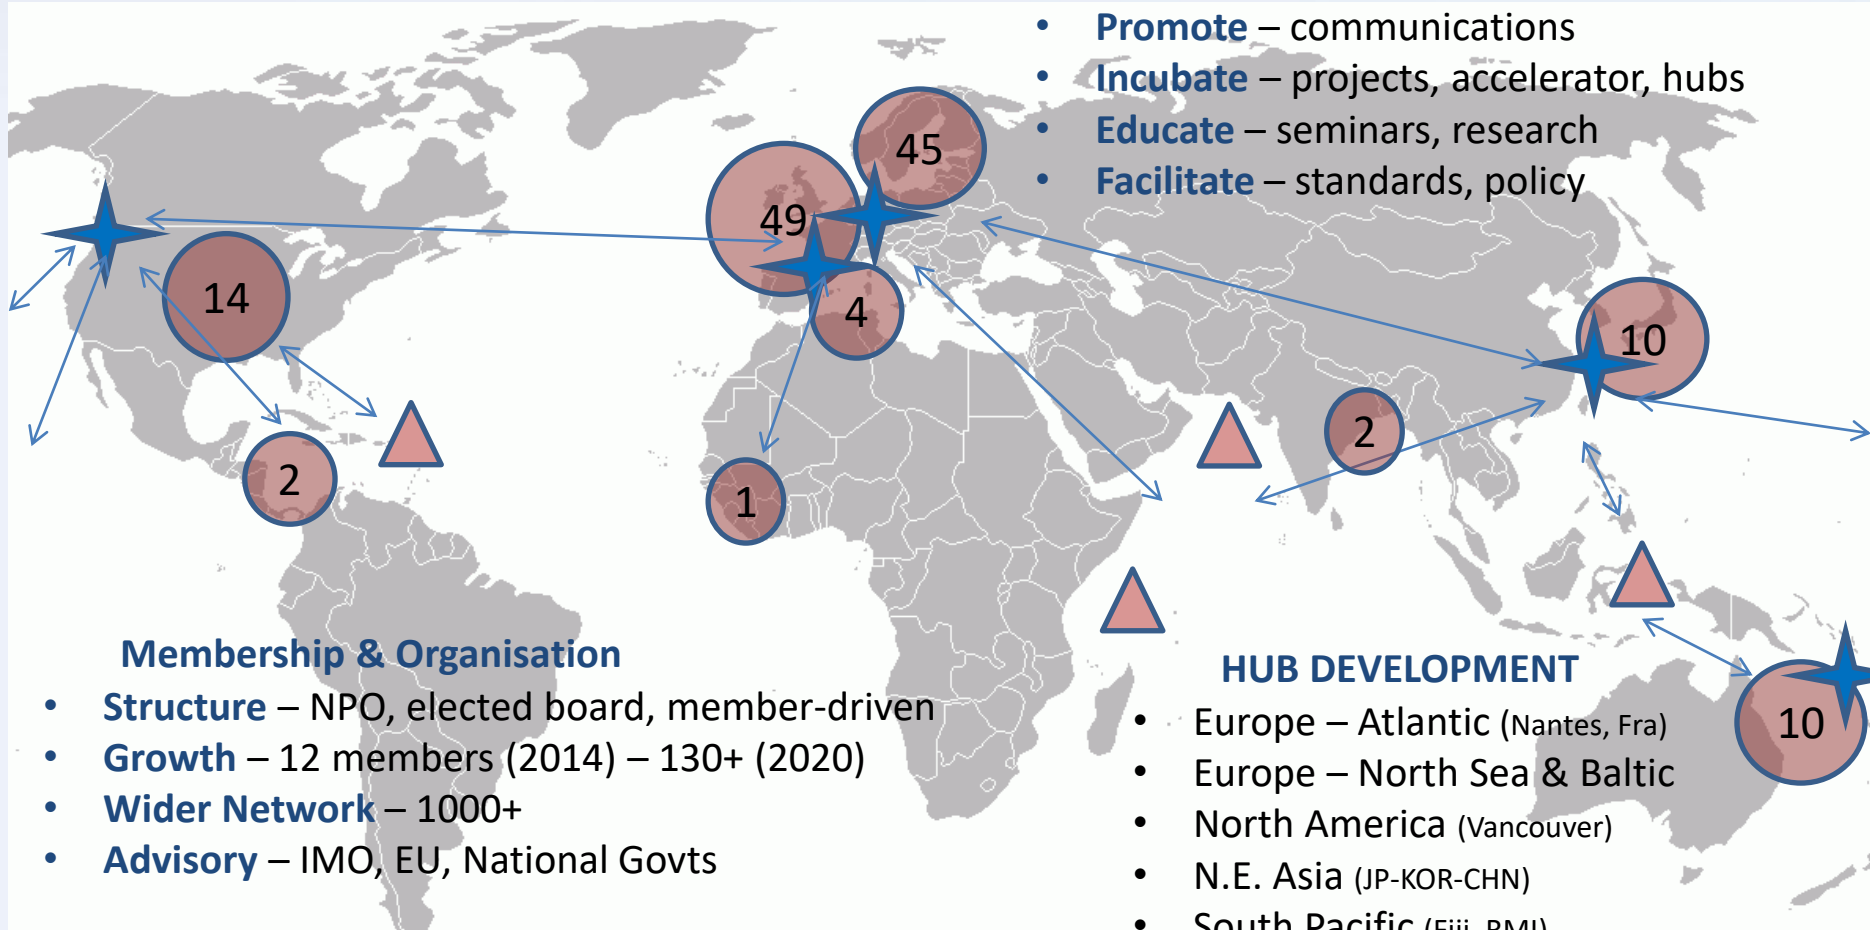 • Promote – communications
• Incubate – projects, accelerator, hubs
• Educate – seminars, research
• Facilitate – standards, policy
45
49
14
4
10
2
2
1
10
Membership & Organisation
• Structure – NPO, elected board, member-driven
• Growth – 12 members (2014) – 130+ (2020)
• Wider Network – 1000+
• Advisory – IMO, EU, National Govts
HUB DEVELOPMENT
• Europe – Atlantic (Nantes, Fra)
• Europe – North Sea & Baltic
• North America (Vancouver)
• N.E. Asia (JP-KOR-CHN)
• South Pacific (Fiji, RMI)